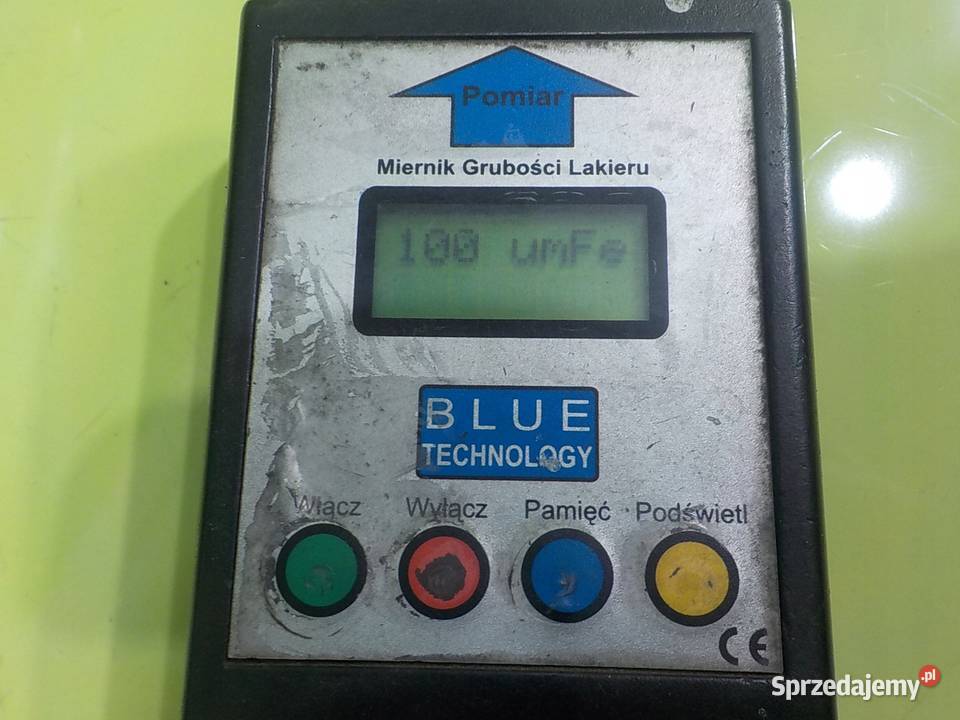 Pomiar
Miernik Grubości Lakieru
100 umFe
BLUE
TECHNOLOGY
Włącz Wyłącz Pamięć Podświetl
CE
Sprzedajemy.pl